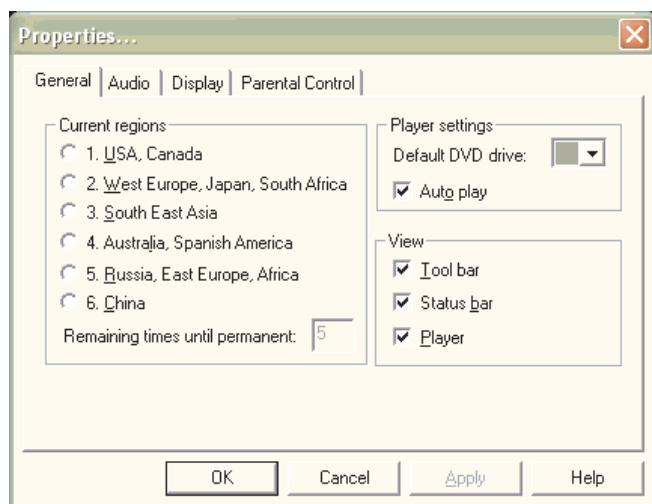 Properties...
General
Audio
Display
Parental Control
Current regions
1. USA, Canada
2. West Europe, Japan, South Africa
3. South East Asia
4. Australia, Spanish America
5. Russia, East Europe, Africa
6. China
Remaining times until permanent: 5
Player settings
Default DVD drive:
Auto play
View
Tool bar
Status bar
Player
OK
Cancel
Apply
Help